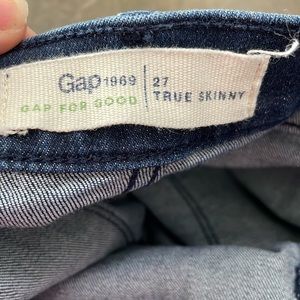 Gap 1969
GAP FOR GOOD
27
TRUE SKINNY